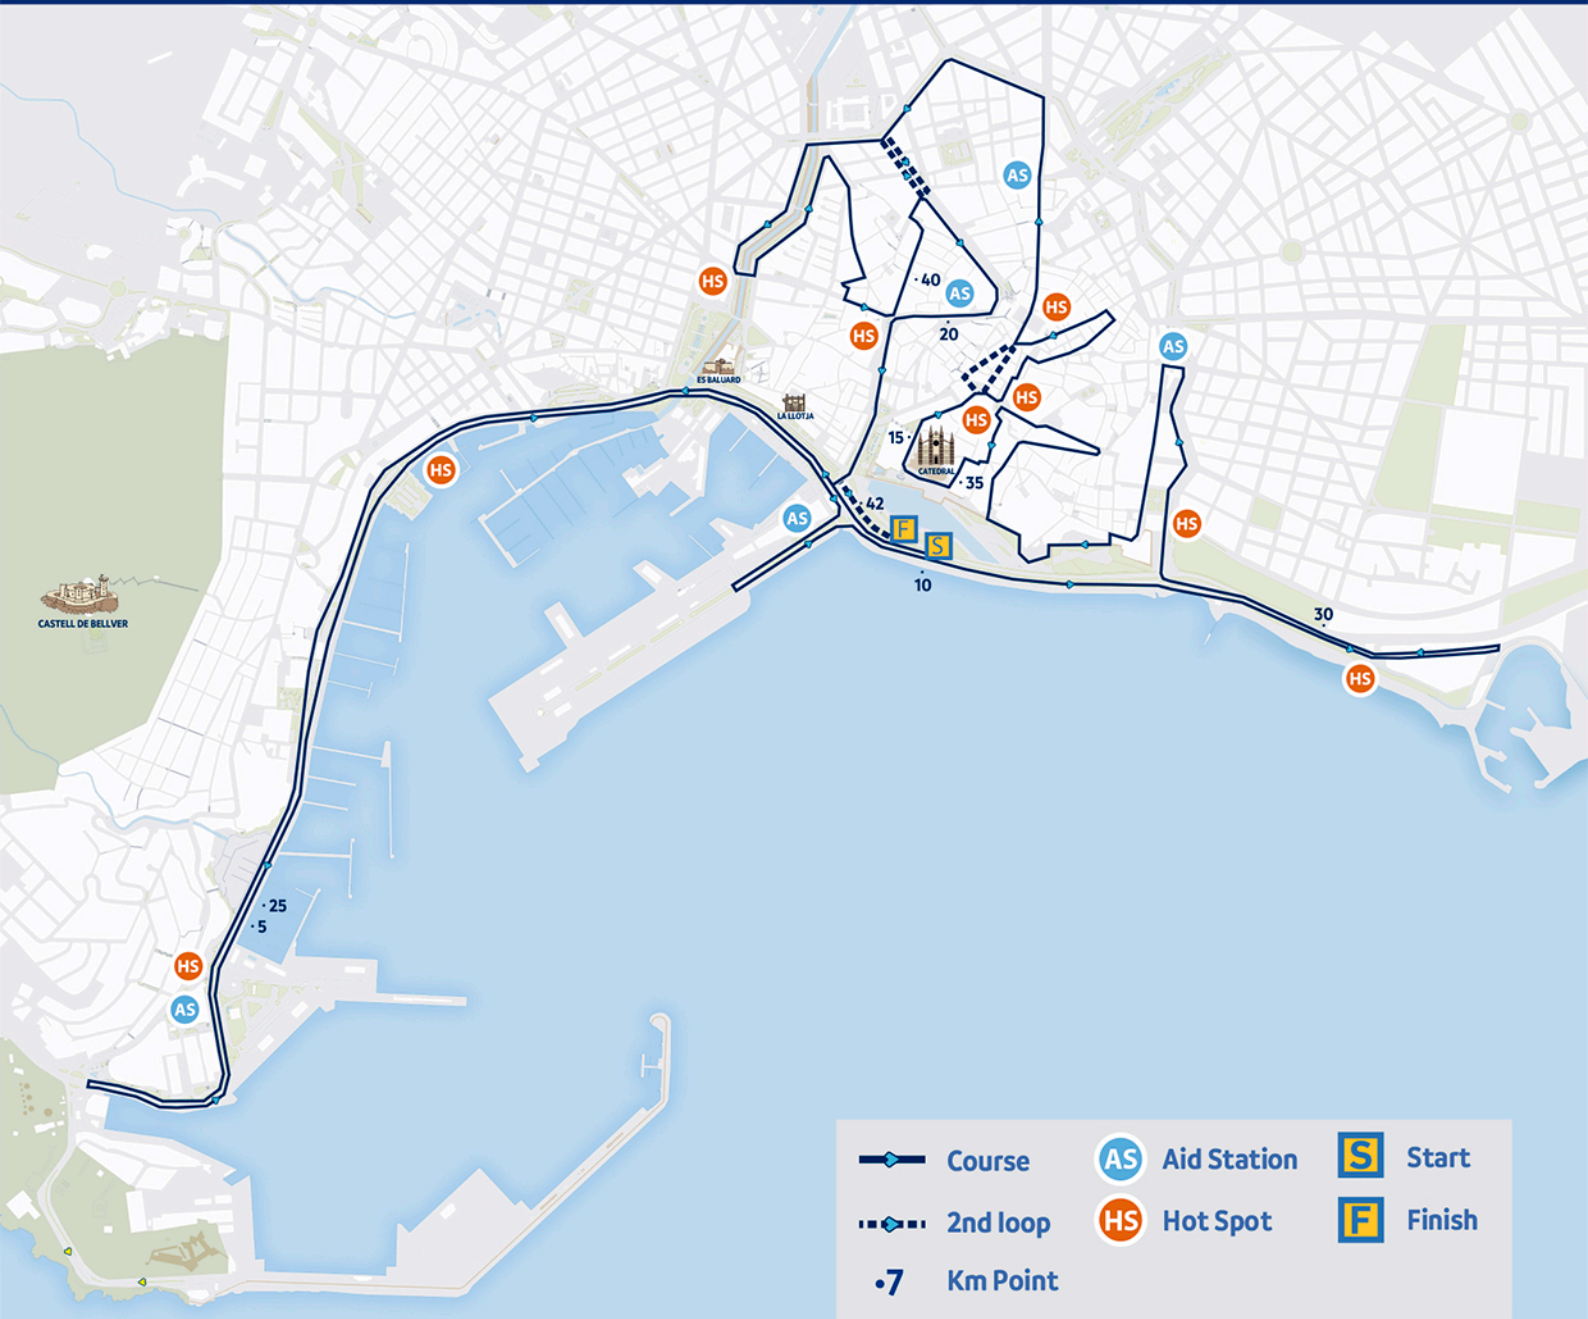 AS
HS
·40
AS
HS
HS
20
AS
ES BALUARD
LA LLOTJA
HS
15·
HS
CATEDRAL
·35
HS
·42
AS
F
S
HS
10
CASTELL DE BELLVER
30
HS
·25
·5
HS
AS
Course
AS Aid Station
S Start
2nd loop
HS Hot Spot
F Finish
•7 Km Point